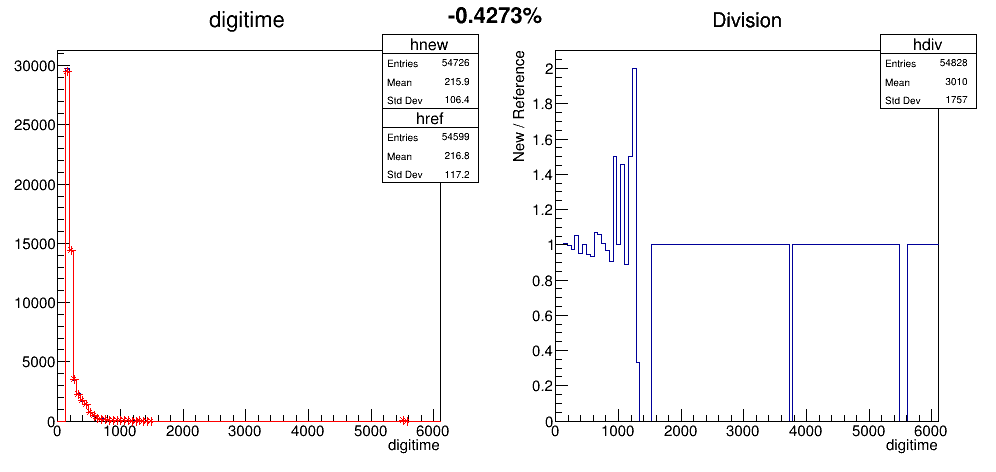 -0.4273%
digitime
hnew
Entries 54726
Mean 215.9
Std Dev 106.4
href
Entries 54599
Mean 216.8
Std Dev 117.2
30000
25000
20000
15000
10000
5000
0
0 1000 2000 3000 4000 5000 6000
digitime
Division
hdiv
Entries 54828
Mean 3010
Std Dev 1757
New / Reference
2
1.8
1.6
1.4
1.2
1
0.8
0.6
0.4
0.2
0
0 1000 2000 3000 4000 5000 6000
digitime